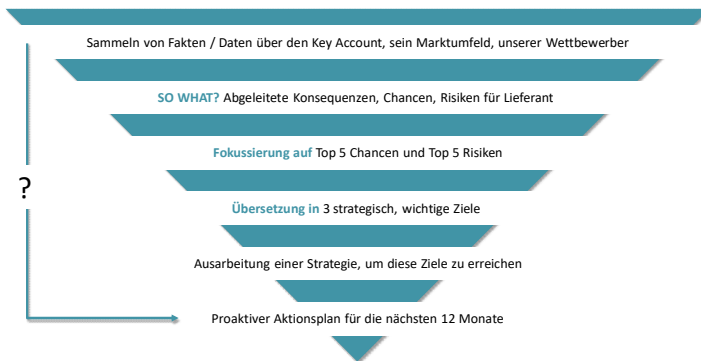 Sammeln von Fakten / Daten über den Key Account, sein Marktumfeld, unserer Wettbewerber
SO WHAT? Abgeleitete Konsequenzen, Chancen, Risiken für Lieferant
Fokussierung auf Top 5 Chancen und Top 5 Risiken
?
Übersetzung in 3 strategisch, wichtige Ziele
Ausarbeitung einer Strategie, um diese Ziele zu erreichen
Proaktiver Aktionsplan für die nächsten 12 Monate